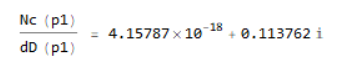 Nc (p1)
dD (p1)
= 4.15787×10⁻¹⁸ + 0.113762 i